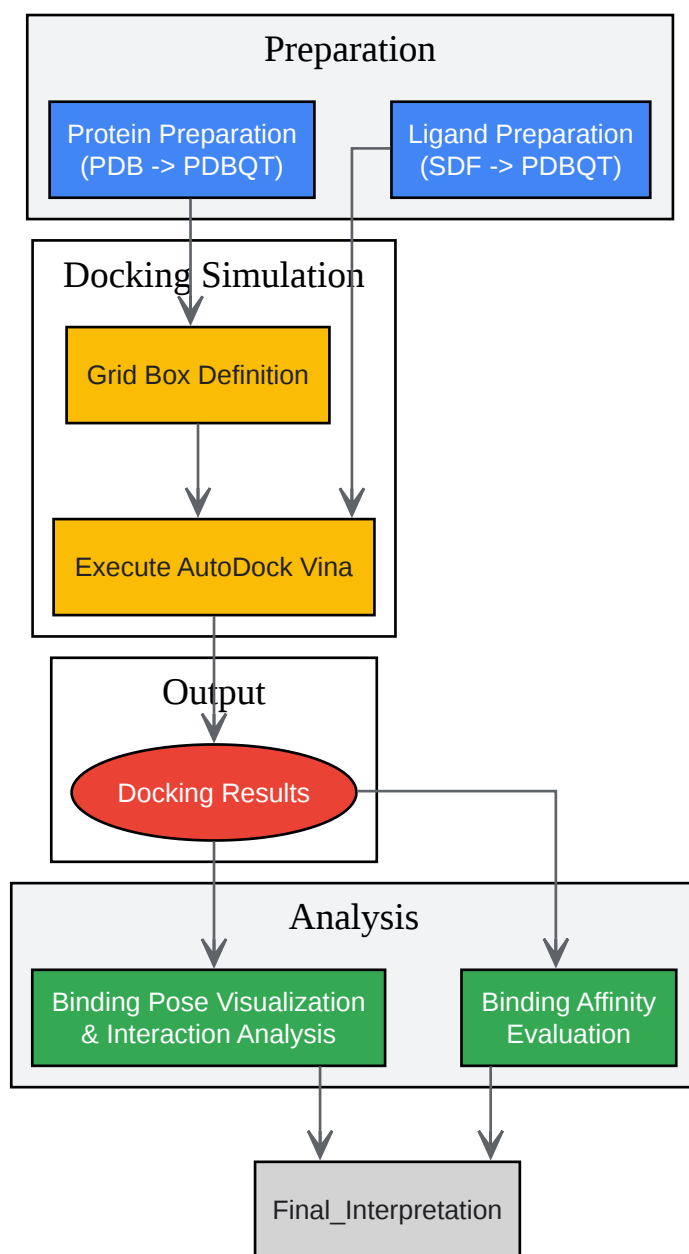 Preparation
Protein Preparation
(PDB -> PDBQT)
Ligand Preparation
(SDF -> PDBQT)
Docking Simulation
Grid Box Definition
Execute AutoDock Vina
Output
Docking Results
Analysis
Binding Pose Visualization
& Interaction Analysis
Binding Affinity
Evaluation
Final_Interpretation